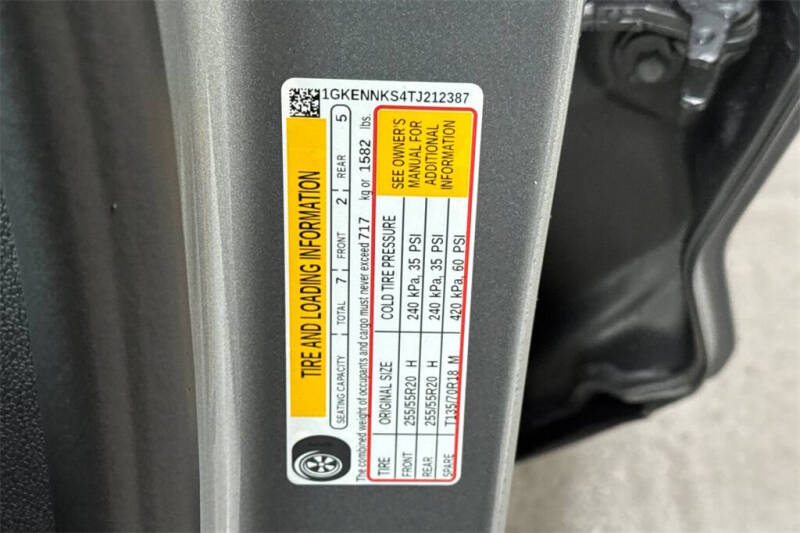 1GKENNKS4TJ212387
TIRE AND LOADING INFORMATION
SEATING CAPACITY TOTAL 7 FRONT 2 REAR 5
The combined weight of occupants and cargo must never exceed 717 kg or 1582 lbs.
TIRE ORIGINAL SIZE COLD TIRE PRESSURE
FRONT 255/55R20 H 240 kPa, 35 PSI
REAR 255/55R20 H 240 kPa, 35 PSI
SPARE T135/70R18 M 420 kPa, 60 PSI
SEE OWNER'S
MANUAL FOR
ADDITIONAL
INFORMATION